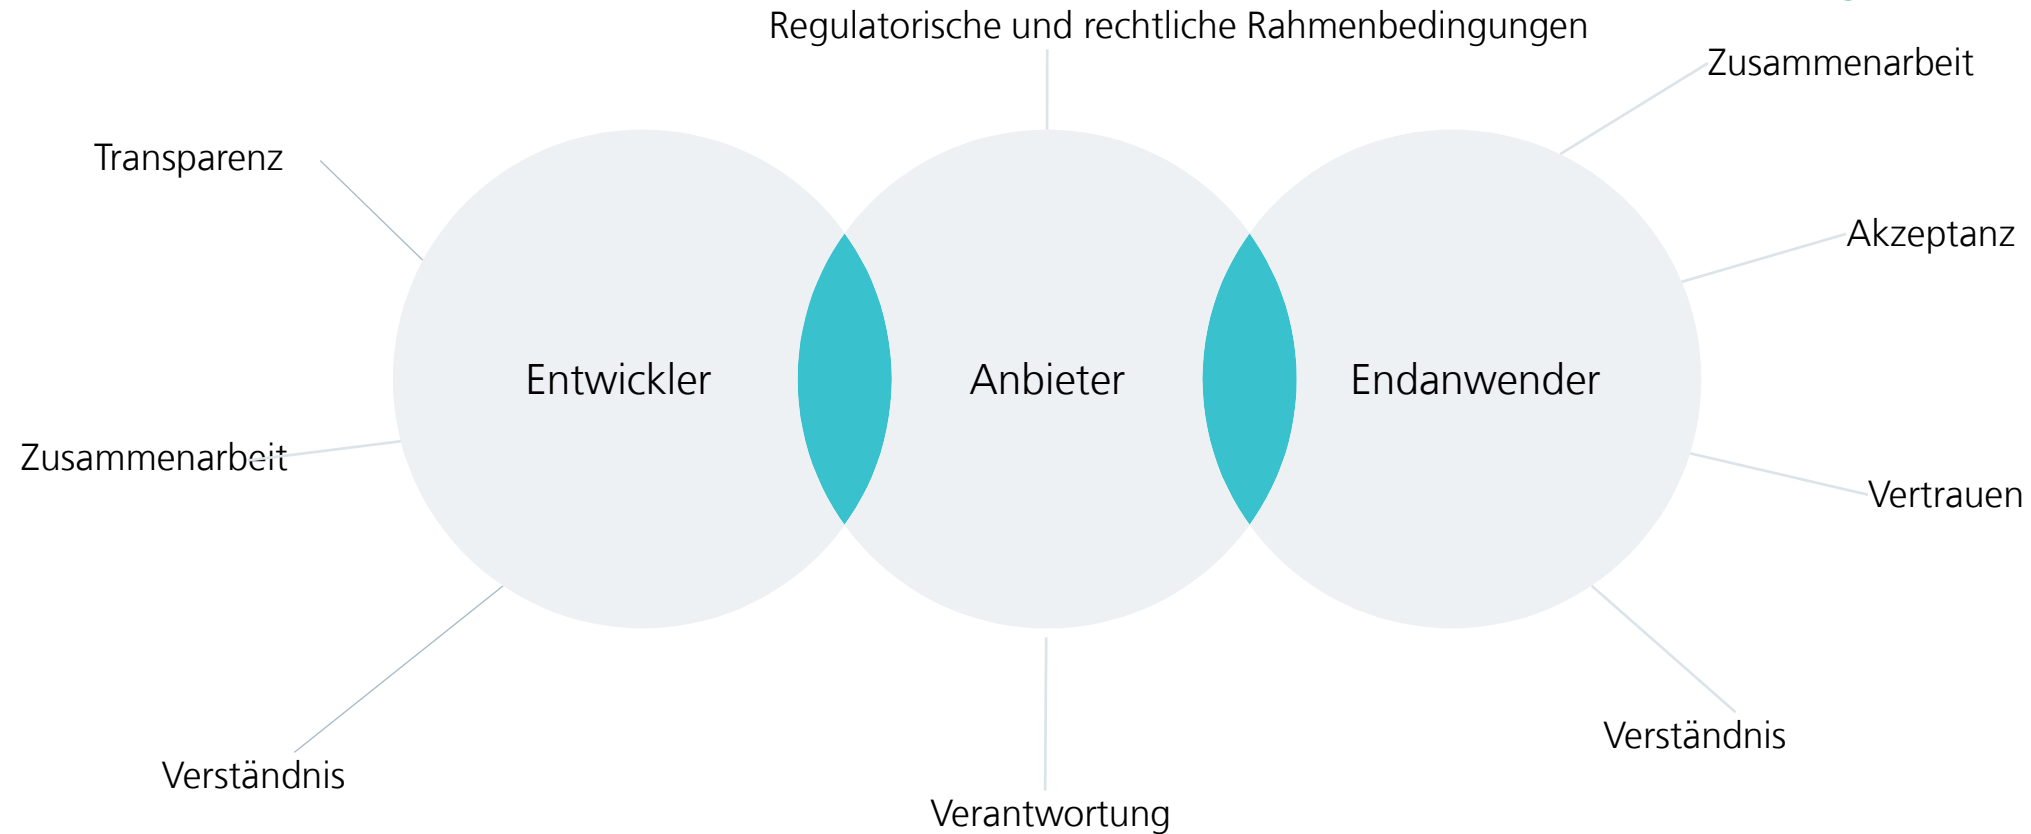 Regulatorische und rechtliche Rahmenbedingungen
Zusammenarbeit
Transparenz
Akzeptanz
Entwickler
Anbieter
Endanwender
Zusammenarbeit
Vertrauen
Verständnis
Verständnis
Verantwortung